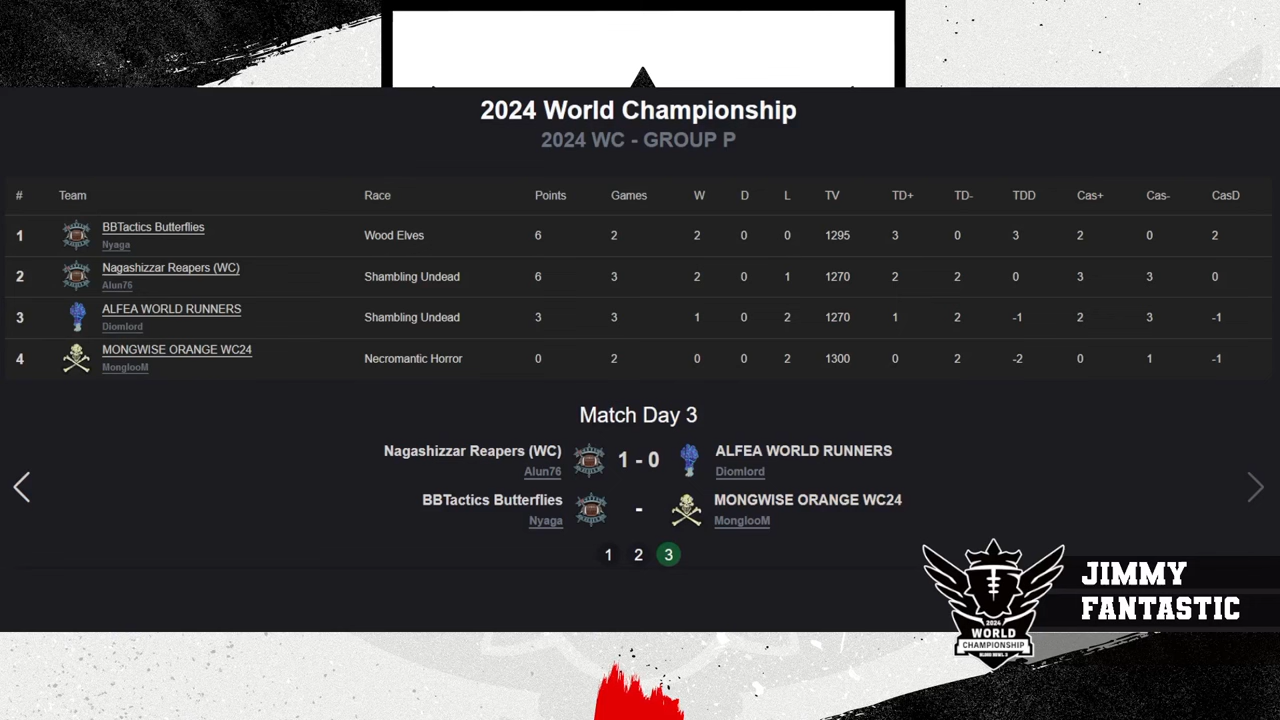 2024 World Championship
2024 WC - GROUP P
# Team Race Points Games W D L TV TD+ TD- TDD Cas+ Cas- CasD
1 BBTactics Butterflies Wood Elves 6 2 2 0 0 1295 3 0 3 2 0 2
Nyaga
2 Nagashizzar Reapers (WC) Shambling Undead 6 3 2 0 1 1270 2 2 0 3 3 0
Alun76
3 ALFEA WORLD RUNNERS Shambling Undead 3 3 1 0 2 1270 1 2 -1 2 3 -1
Diomlord
4 MONGWISE ORANGE WC24 Necromantic Horror 0 2 0 0 2 1300 0 2 -2 0 1 -1
MonglooM
Match Day 3
Nagashizzar Reapers (WC) 1 - 0 ALFEA WORLD RUNNERS
Alun76 Diomlord
BBTactics Butterflies - MONGWISE ORANGE WC24
Nyaga MonglooM
1 2 3
JIMMY
FANTASTIC
2024
WORLD
CHAMPIONSHIP
BLOOD BOWL 3